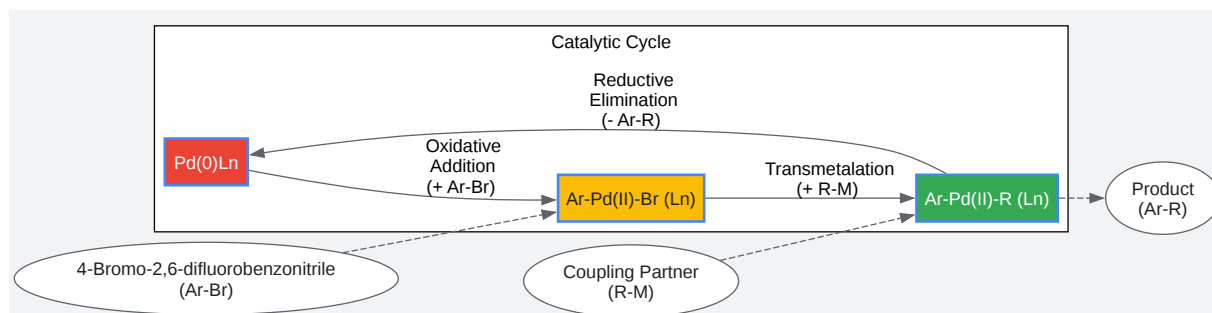 Catalytic Cycle
Reductive
Elimination
(- Ar-R)
Pd(0)Ln
Oxidative
Addition
(+ Ar-Br)
Transmetalation
(+ R-M)
Ar-Pd(II)-Br (Ln)
Ar-Pd(II)-R (Ln)
Product
(Ar-R)
4-Bromo-2,6-difluorobenzonitrile
(Ar-Br)
Coupling Partner
(R-M)